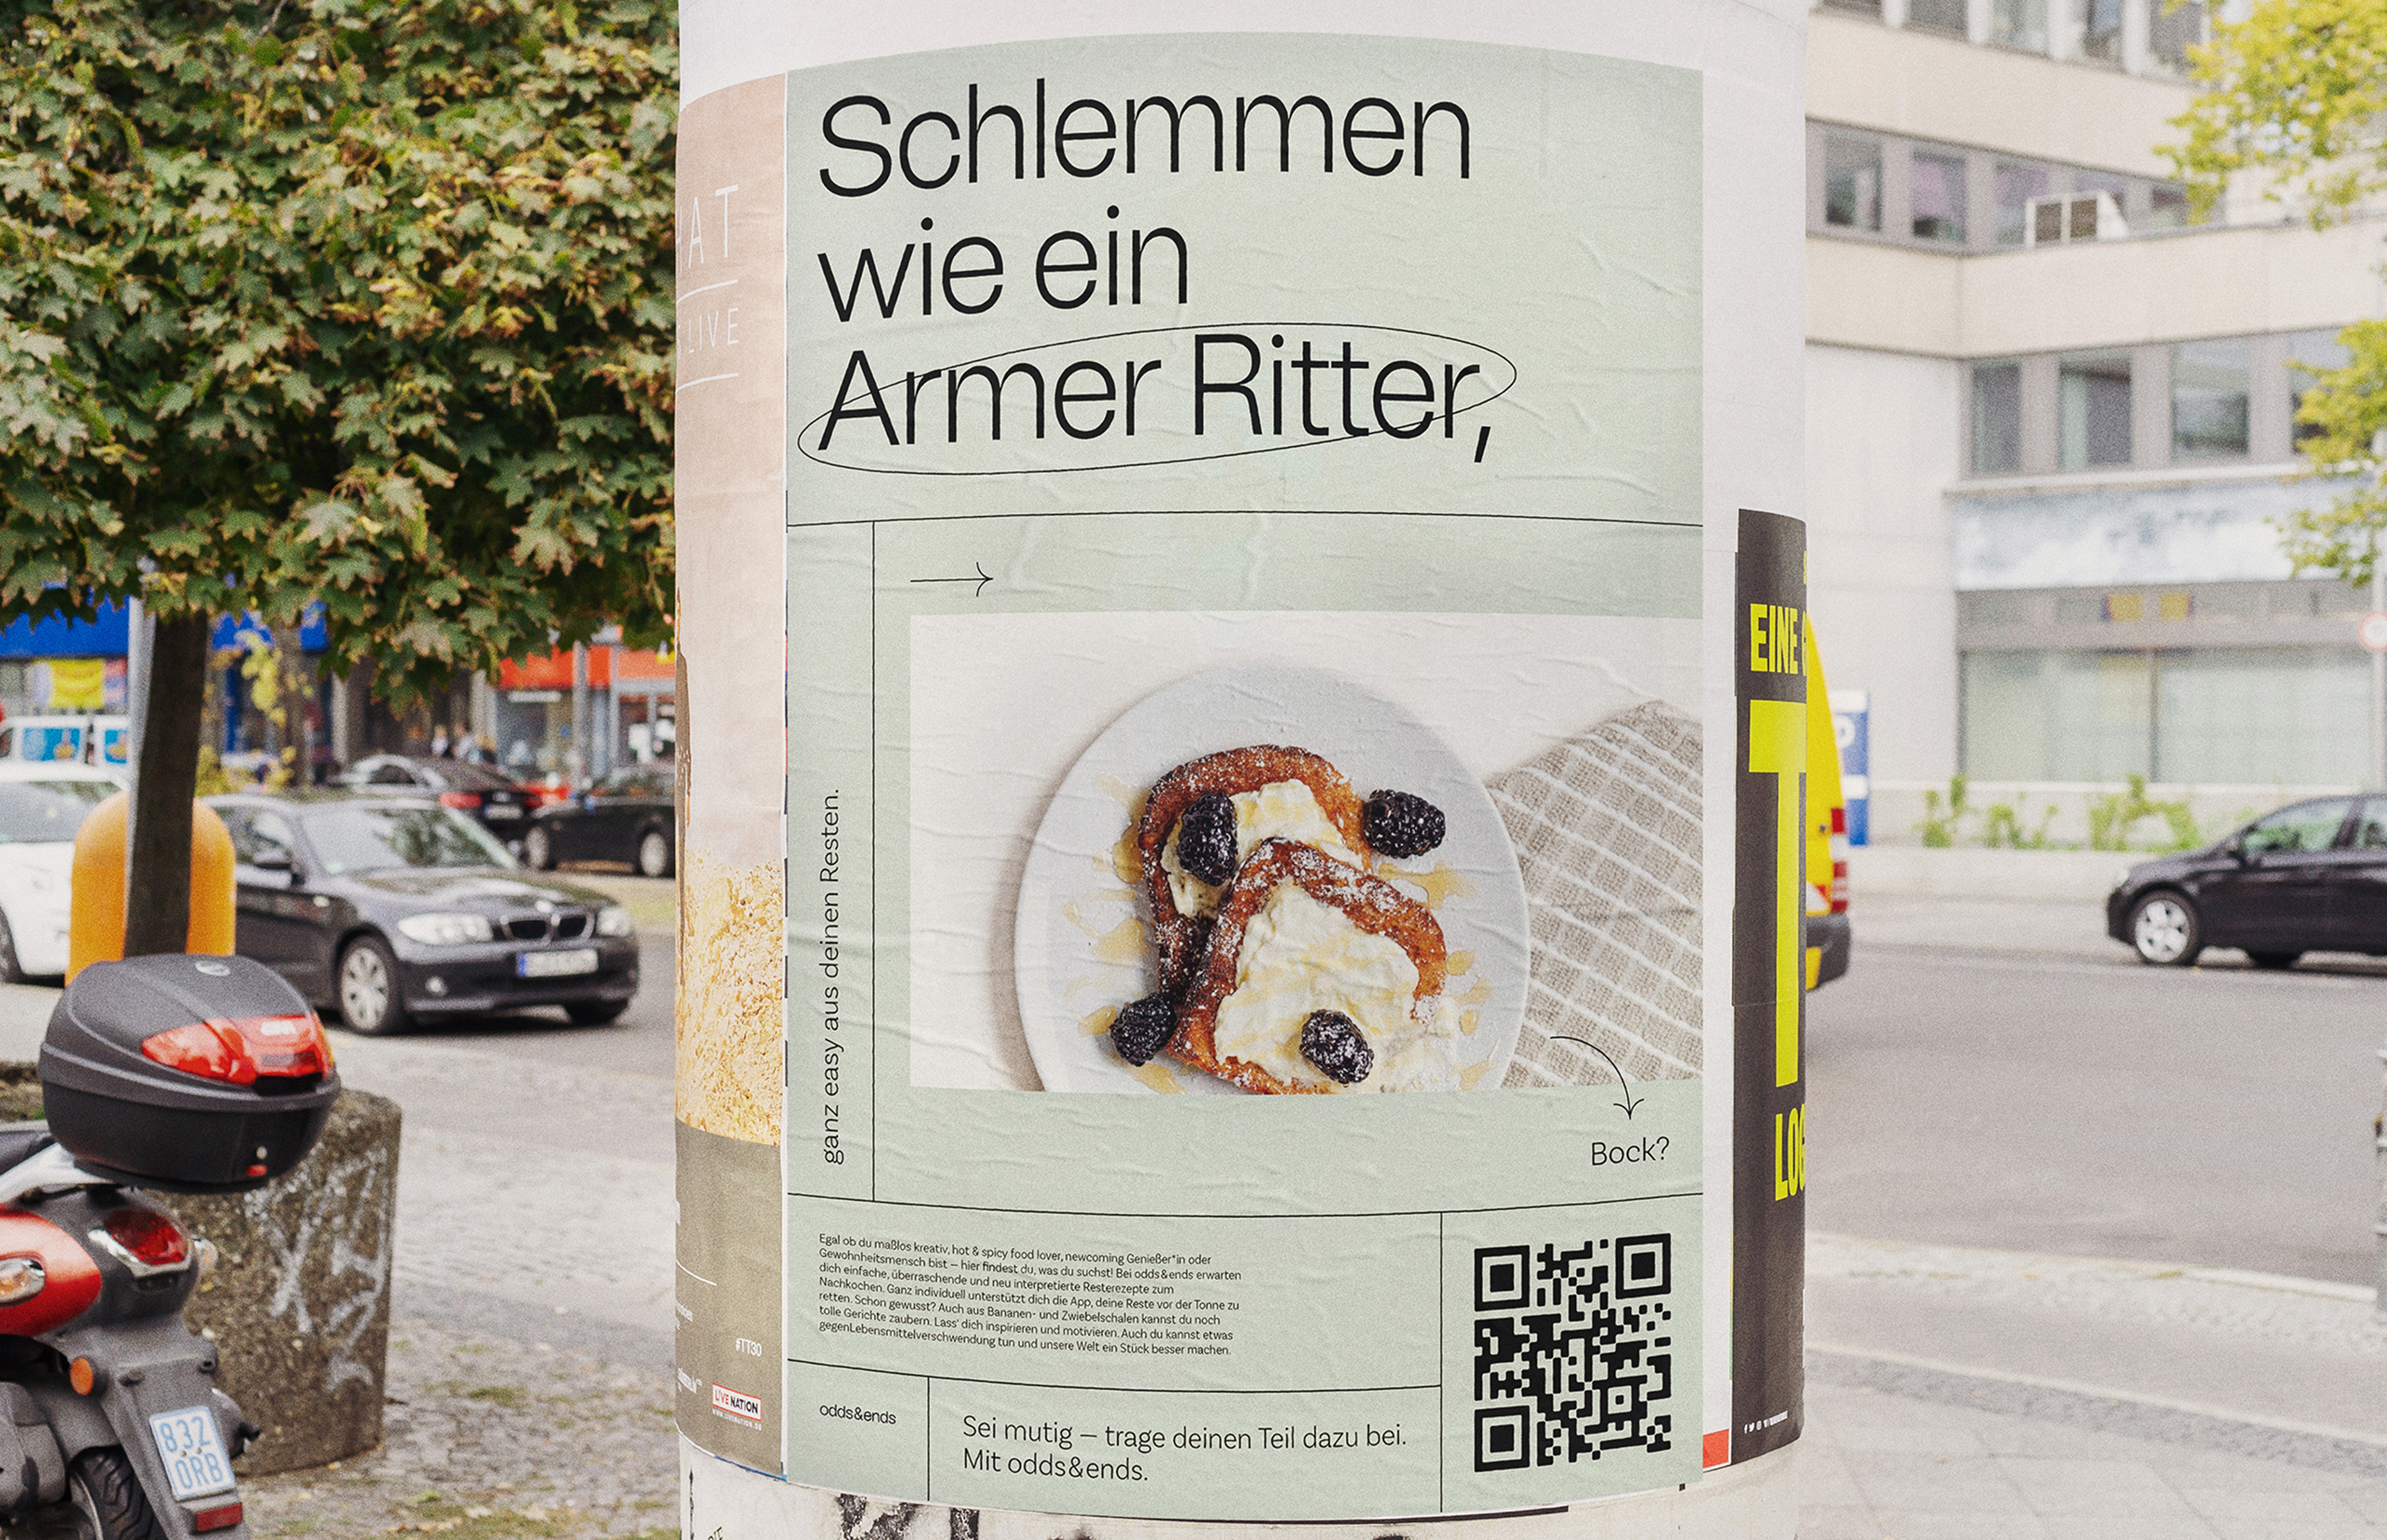 Schlemmen
wie ein
Armer Ritter,
ganz easy aus deinen Resten.
Bock?
Egal ob du maßlos kreativ, hot & spicy food lover, newcoming Genießer*in oder
Gewohnheitsmensch bist – hier findest du, was du suchst! Bei odds&ends erwarten
dich einfache, überraschende und neu interpretierte Resterezepte zum
Nachkochen. Ganz individuell unterstützt dich die App, deine Reste vor der Tonne zu
retten. Schon gewusst? Auch aus Bananen- und Zwiebelschalen kannst du noch
tolle Gerichte zaubern. Lass' dich inspirieren und motivieren. Auch du kannst etwas
gegenLebensmittelverschwendung tun und unsere Welt ein Stück besser machen.
odds&ends
Sei mutig – trage deinen Teil dazu bei.
Mit odds&ends.
LIVE
#TT30
LIVE NATION
EINE
T
832
ORB